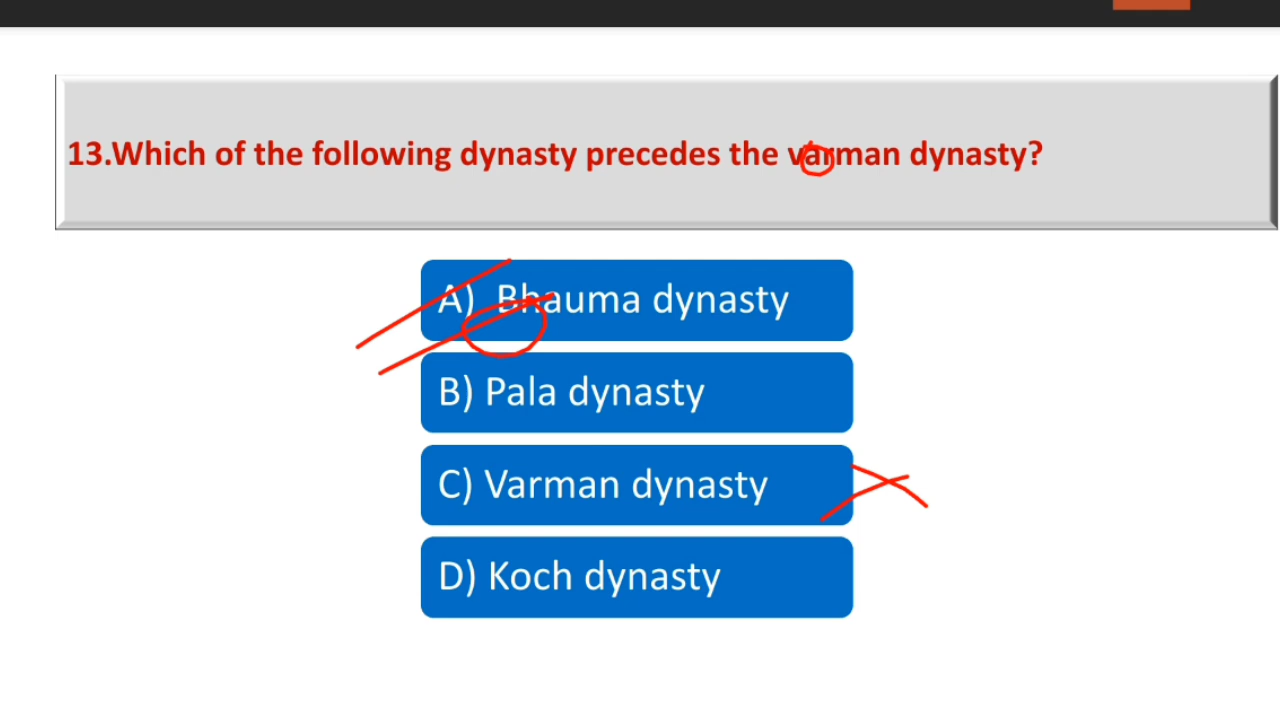 13.Which of the following dynasty precedes the varman dynasty?
A) Bhauma dynasty
B) Pala dynasty
C) Varman dynasty
D) Koch dynasty